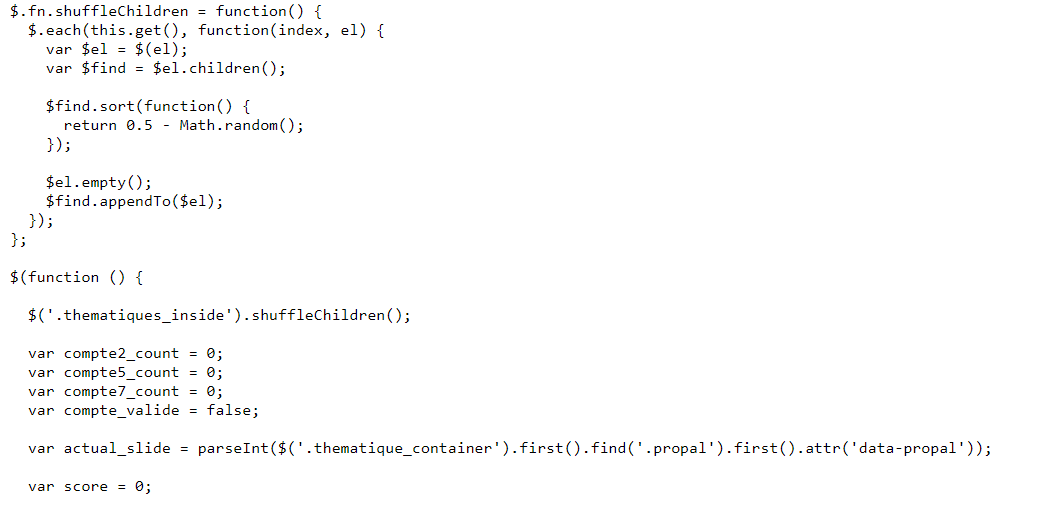 $.fn.shuffleChildren = function() {
  $.each(this.get(), function(index, el) {
    var $el = $(el);
    var $find = $el.children();

    $find.sort(function() {
      return 0.5 - Math.random();
    });

    $el.empty();
    $find.appendTo($el);
  });
};

$(function () {

  $('.thematiques_inside').shuffleChildren();

  var compte2_count = 0;
  var compte5_count = 0;
  var compte7_count = 0;
  var compte_valide = false;

  var actual_slide = parseInt($('.thematique_container').first().find('.propal').first().attr('data-propal'));

  var score = 0;